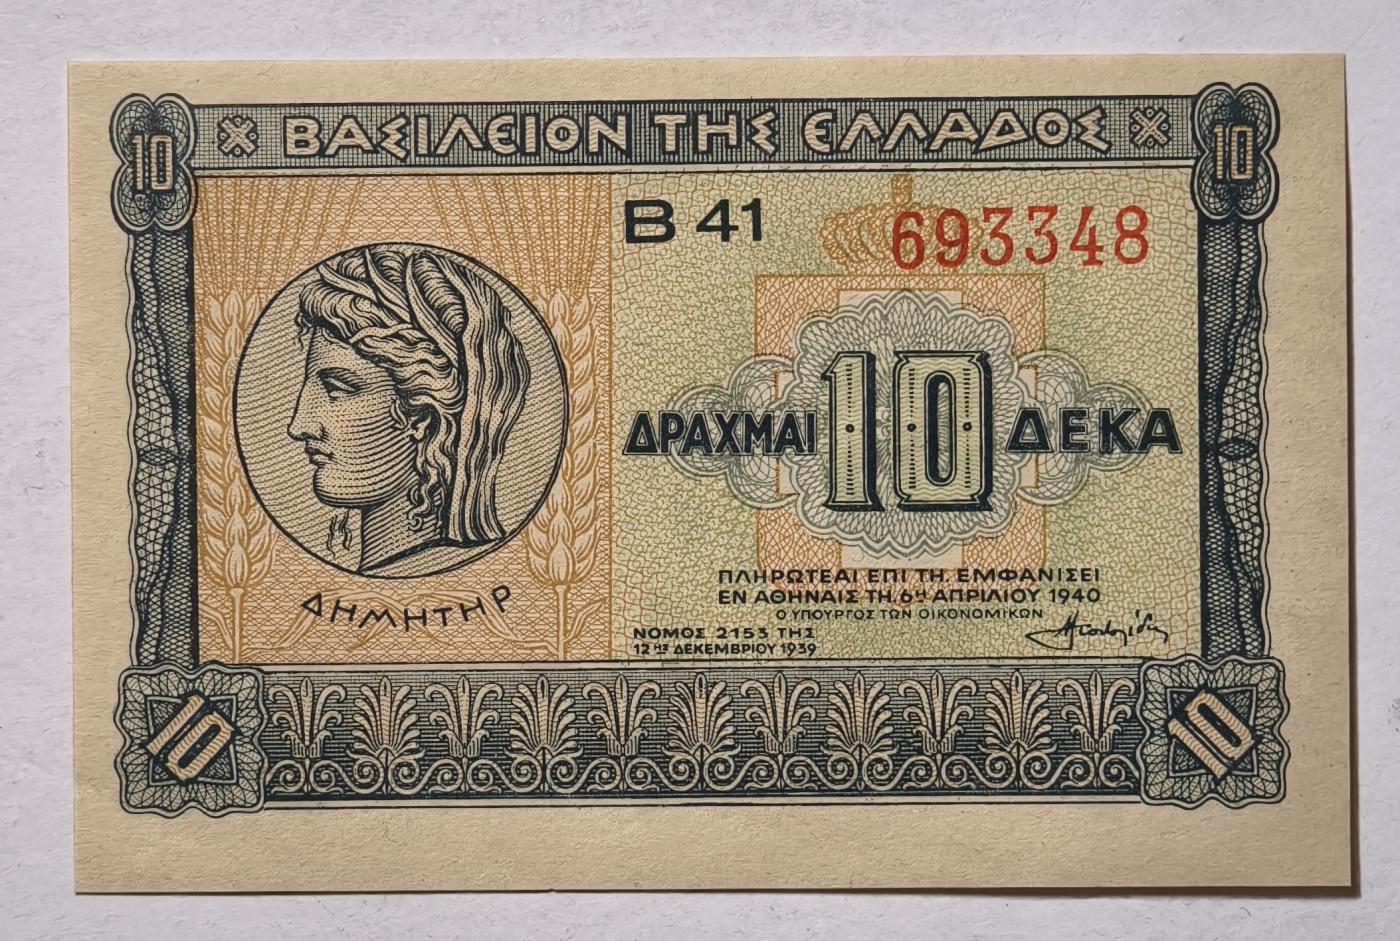 ΒΑΣΙΛΕΙΟΝ ΤΗΣ ΕΛΛΑΔΟΣ
10 10
Β 41 693348
ΔΡΑΧΜΑΙ 10 ΔΕΚΑ
ΔΗΜΗΤΗΡ
ΠΛΗΡΩΤΕΑΙ ΕΠΙ ΤΗ, ΕΜΦΑΝΙΣΕΙ
ΕΝ ΑΘΗΝΑΙΣ ΤΗ, 6ῃ ΑΠΡΙΛΙΟΥ 1940
Ο ΥΠΟΥΡΓΟΣ ΤΩΝ ΟΙΚΟΝΟΜΙΚΩΝ
ΝΟΜΟΣ 2153 ΤΗΣ
12ΗΣ ΔΕΚΕΜΒΡΙΟΥ 1939
10 10